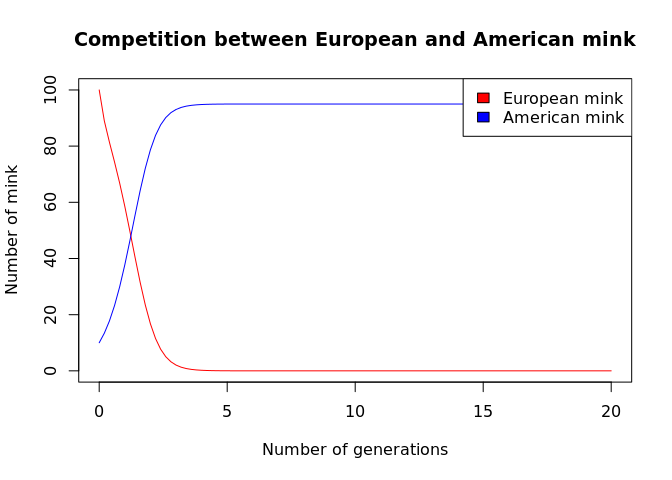 Competition between European and American mink
European mink
American mink
100
80
60
40
20
0
Number of mink
0 5 10 15 20
Number of generations